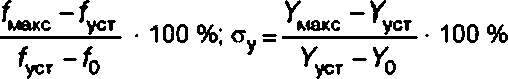 (f_макс − f_уст)/(f_уст − f_0) · 100 %; σ_y = (Y_макс − Y_уст)/(Y_уст − Y_0) · 100 %